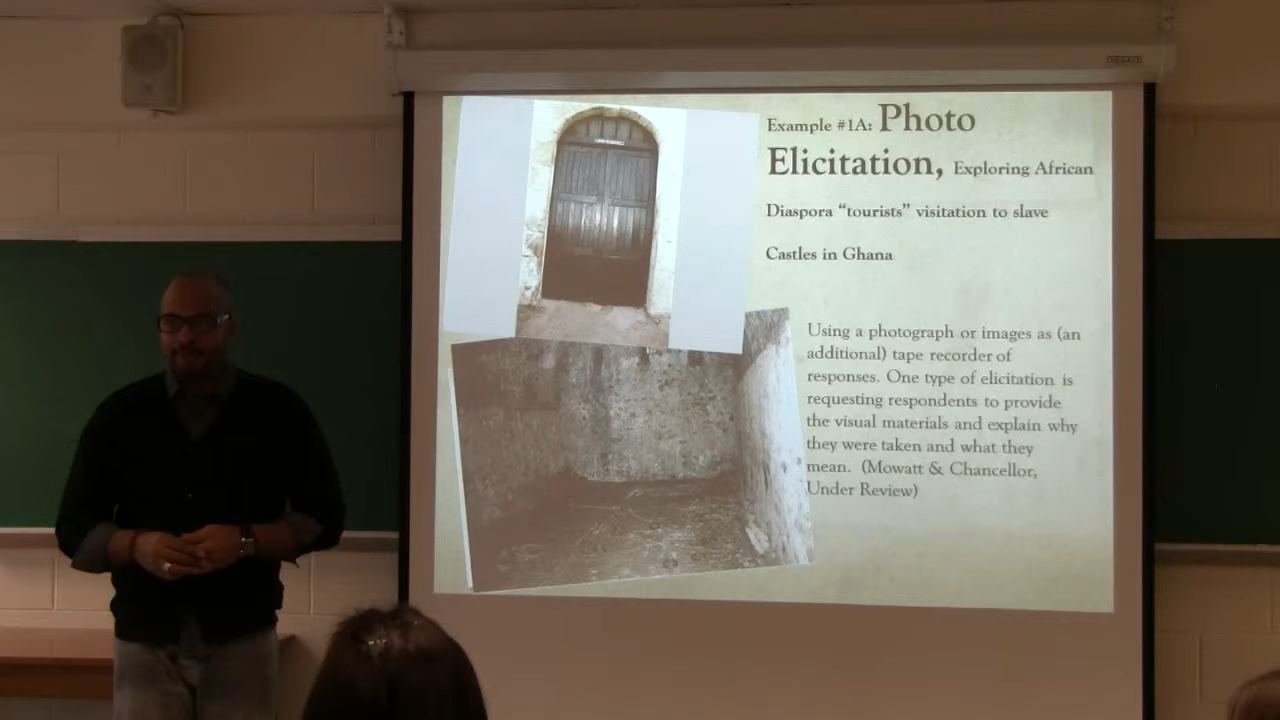 Example #1A: Photo
Elicitation, Exploring African
Diaspora “tourists” visitation to slave
Castles in Ghana
Using a photograph or images as (an
additional) tape recorder of
responses. One type of elicitation is
requesting respondents to provide
the visual materials and explain why
they were taken and what they
mean. (Mowatt & Chancellor,
Under Review)